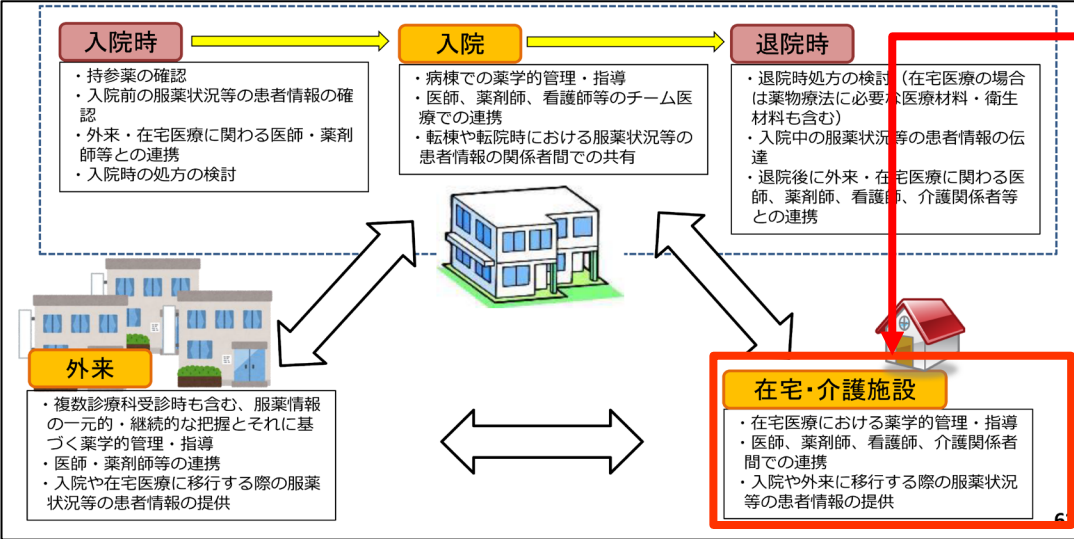 入院時
・持参薬の確認
・入院前の服薬状況等の患者情報の確
認
・外来・在宅医療に関わる医師・薬剤
師等との連携
・入院時の処方の検討
入院
・病棟での薬学的管理・指導
・医師、薬剤師、看護師等のチーム医
療での連携
・転棟や転院時における服薬状況等の
患者情報の関係者間での共有
退院時
・退院時処方の検討（在宅医療の場合
は薬物療法に必要な医療材料・衛生
材料も含む）
・入院中の服薬状況等の患者情報の伝
達
・退院後に外来・在宅医療に関わる医
師、薬剤師、看護師、介護関係者等
との連携
外来
・複数診療科受診時も含む、服薬情報
の一元的・継続的な把握とそれに基
づく薬学的管理・指導
・医師・薬剤師等の連携
・入院や在宅医療に移行する際の服薬
状況等の患者情報の提供
在宅・介護施設
・在宅医療における薬学的管理・指導
・医師、薬剤師、看護師、介護関係者
間での連携
・入院や外来に移行する際の服薬状況
等の患者情報の提供